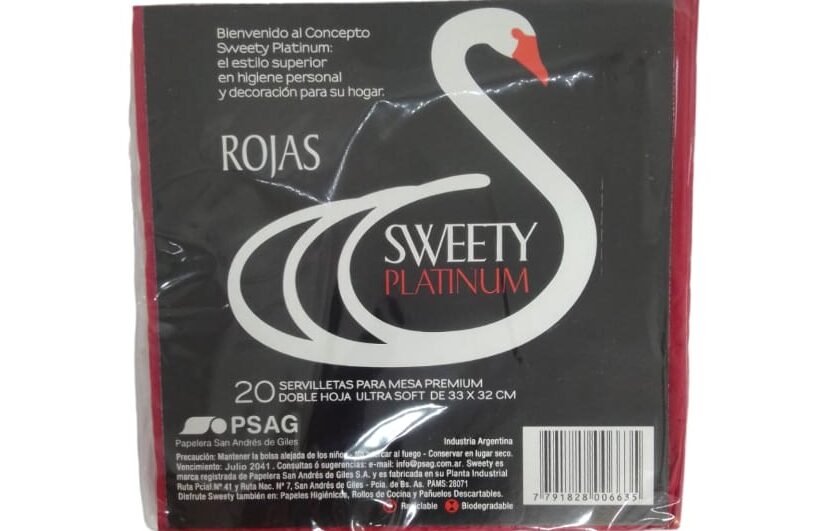 Bienvenido al Concepto
Sweety Platinum:
el estilo superior
en higiene personal
y decoración para su hogar.
ROJAS
SWEETY
PLATINUM
20 SERVILLETAS PARA MESA PREMIUM
DOBLE HOJA ULTRA SOFT DE 33 X 32 CM
PSAG
Papelera San Andrés de Giles
Industria Argentina
Precaución: Mantener la bolsa alejada de los niños - No acercar al fuego - Conservar en lugar seco.
Vencimiento: Julio 2041. Consultas ó sugerencias: e-mail: info@psag.com.ar. Sweety es
marca registrada de Papelera San Andrés de Giles S.A. y es fabricada en su Planta Industrial
Ruta Pcial.Nº 41 y Ruta Nac. Nº 7, San Andrés de Giles - Pcia. de Bs. As. PAMS: 28071
Disfrute Sweety también en: Papeles Higiénicos, Rollos de Cocina y Pañuelos Descartables.
Reciclable Biodegradable
7 791828 006635